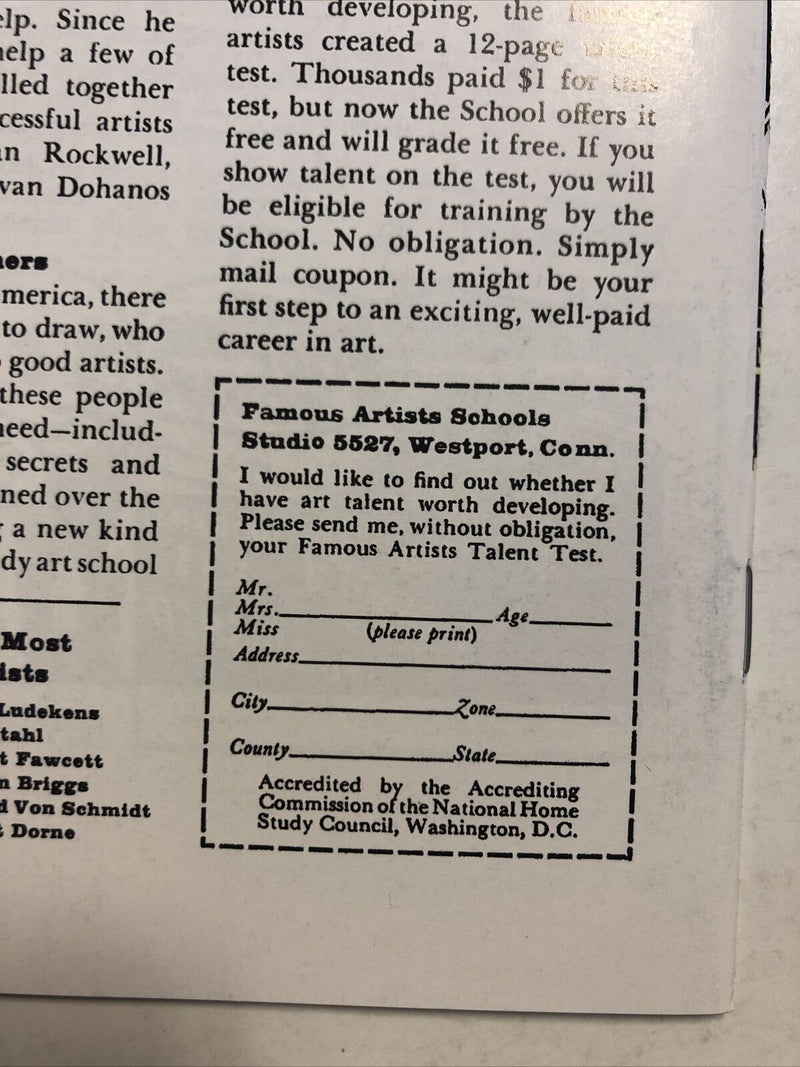 elp. Since he
help a few of
lled together
cessful artists
n Rockwell,
van Dohanos
ers
merica, there
to draw, who
good artists.
these people
need—includ-
secrets and
ned over the
a new kind
dy art school
Most
ists
Ludekens
tahl
t Fawcett
n Briggs
d Von Schmidt
t Dorne
worth developing, the
artists created a 12-page
test. Thousands paid $1 for this
test, but now the School offers it
free and will grade it free. If you
show talent on the test, you will
be eligible for training by the
School. No obligation. Simply
mail coupon. It might be your
first step to an exciting, well-paid
career in art.
Famous Artists Schools
Studio 5527, Westport, Conn.
I would like to find out whether I
have art talent worth developing.
Please send me, without obligation,
your Famous Artists Talent Test.
Mr.
Mrs. Age
Miss (please print)
Address
City Zone
County State
Accredited by the Accrediting
Commission of the National Home
Study Council, Washington, D.C.